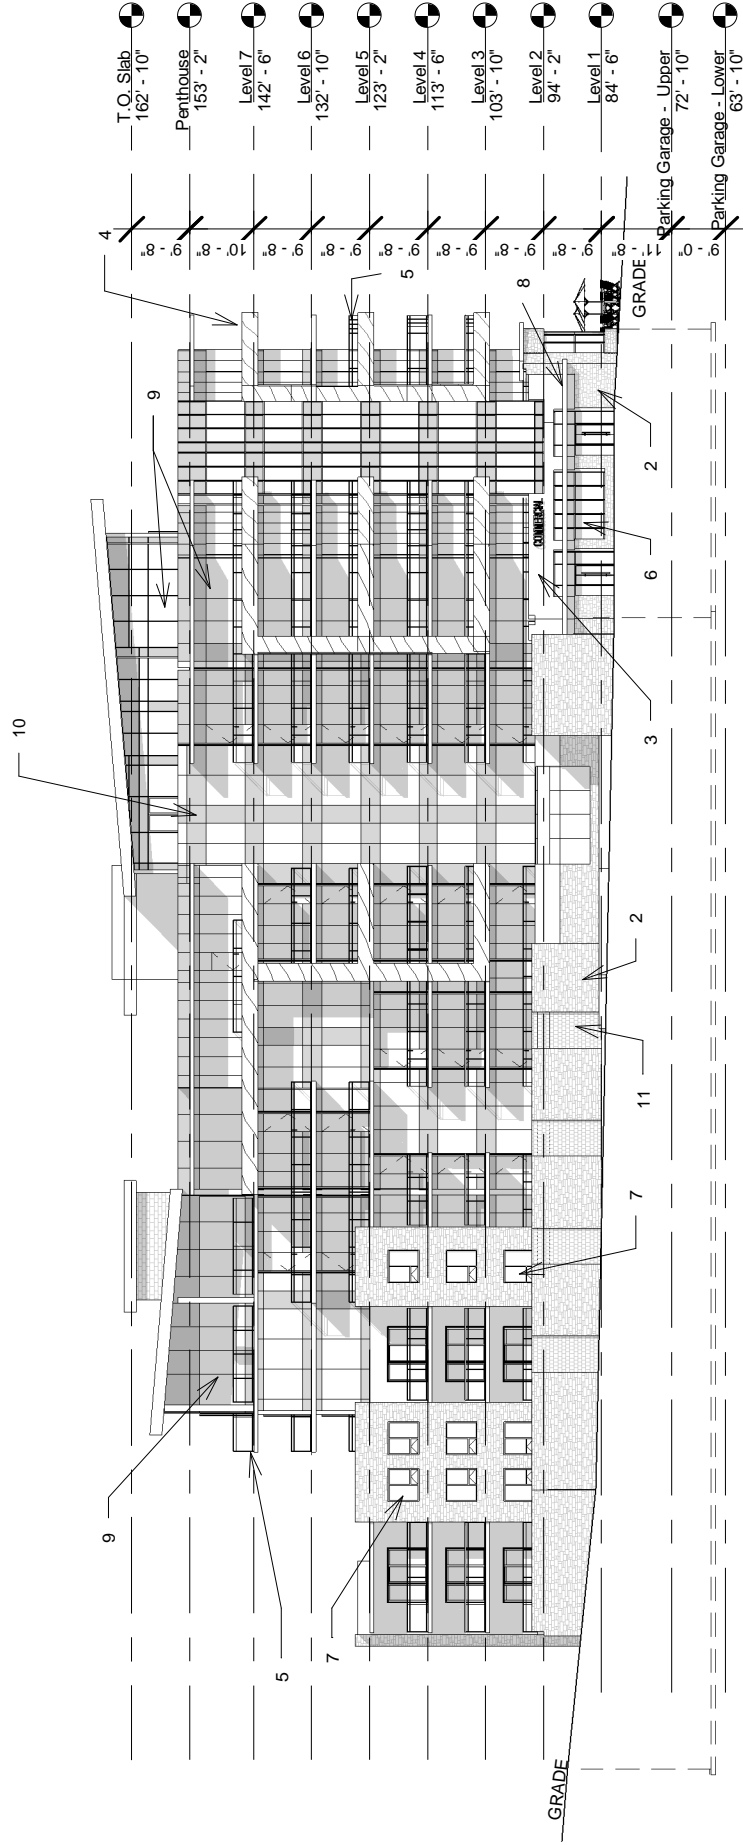 T.O. Slab
162' - 10"
Penthouse
153' - 2"
Level 7
142' - 6"
Level 6
132' - 10"
Level 5
123' - 2"
Level 4
113' - 6"
Level 3
103' - 10"
Level 2
94' - 2"
Level 1
84' - 6"
Parking Garage - Upper
72' - 10"
Parking Garage - Lower
63' - 10"
9' - 8"
10' - 8"
9' - 8"
9' - 8"
9' - 8"
9' - 8"
9' - 8"
9' - 8"
11' - 8"
9' - 0"
4
5
8
GRADE
9
2
6
COMMERCIAL
3
10
2
11
7
9
5
7
GRADE